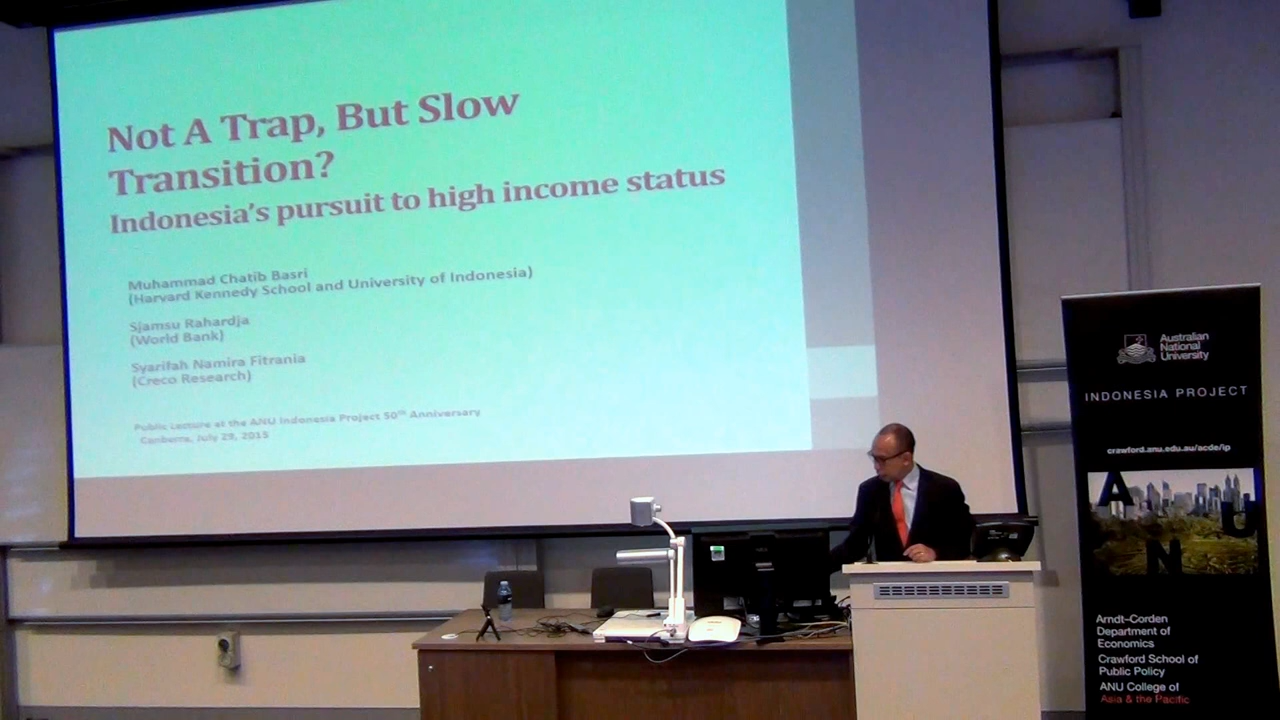 Not A Trap, But Slow
Transition?
Indonesia's pursuit to high income status
Muhammad Chatib Basri
(Harvard Kennedy School and University of Indonesia)
Sjamsu Rahardja
(World Bank)
Syarifah Namira Fitrania
(Creco Research)
Public Lecture at the ANU Indonesia Project 50th Anniversary
Canberra, July 29, 2015
Australian
National
University
INDONESIA PROJECT
crawford.anu.edu.au/acde/ip
A
N
U
Arndt–Corden
Department of
Economics
Crawford School of
Public Policy
ANU College of
Asia & the Pacific